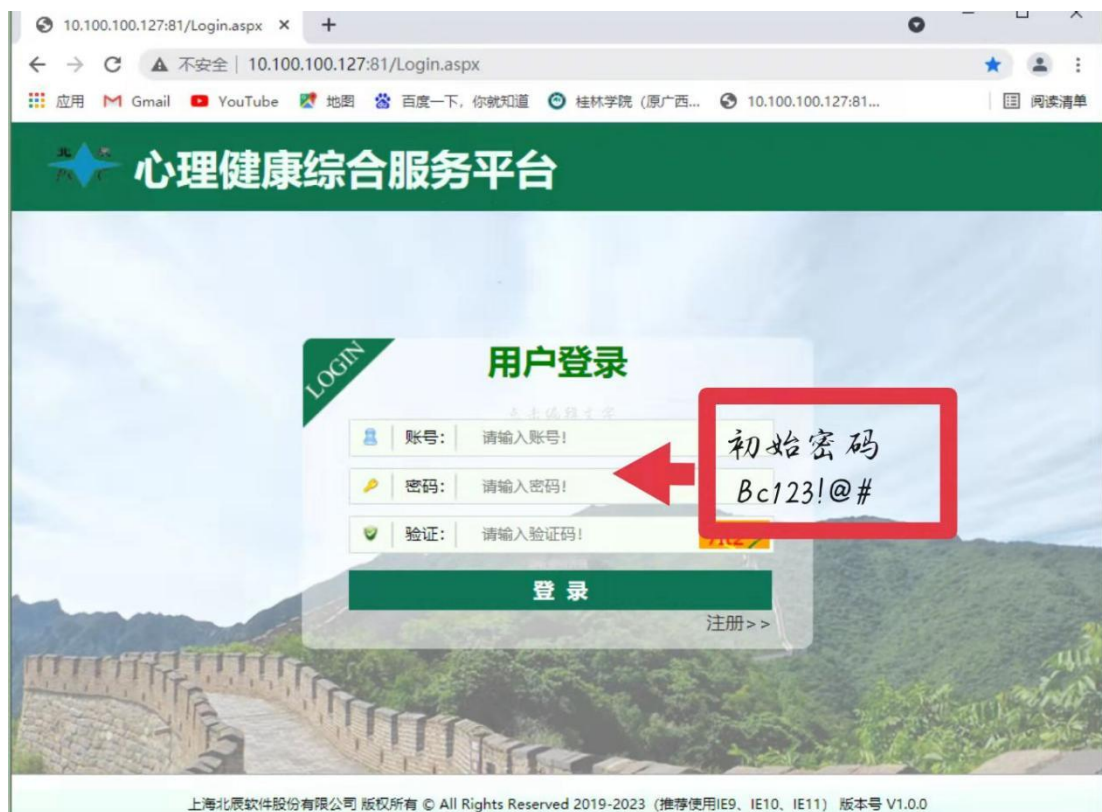 10.100.100.127:81/Login.aspx
不安全 | 10.100.100.127:81/Login.aspx
应用 Gmail YouTube 地图 百度一下，你就知道 桂林学院（原广西... 10.100.100.127:81... 阅读清单
心理健康综合服务平台
LOGIN
用户登录
点击编辑文字
账号： 请输入账号!
密码： 请输入密码!
初始密码
Bc123!@#
验证： 请输入验证码!
登 录
注册>>
上海北辰软件股份有限公司 版权所有 © All Rights Reserved 2019-2023（推荐使用IE9、IE10、IE11） 版本号 V1.0.0